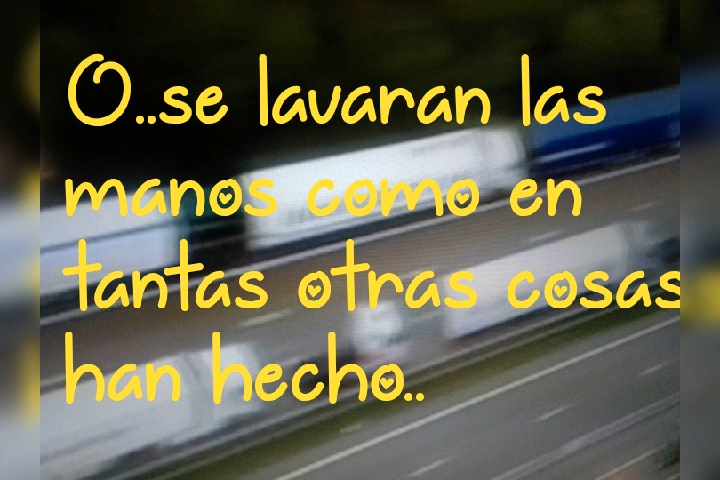 O..se lavaran las
manos como en
tantas otras cosas
han hecho..